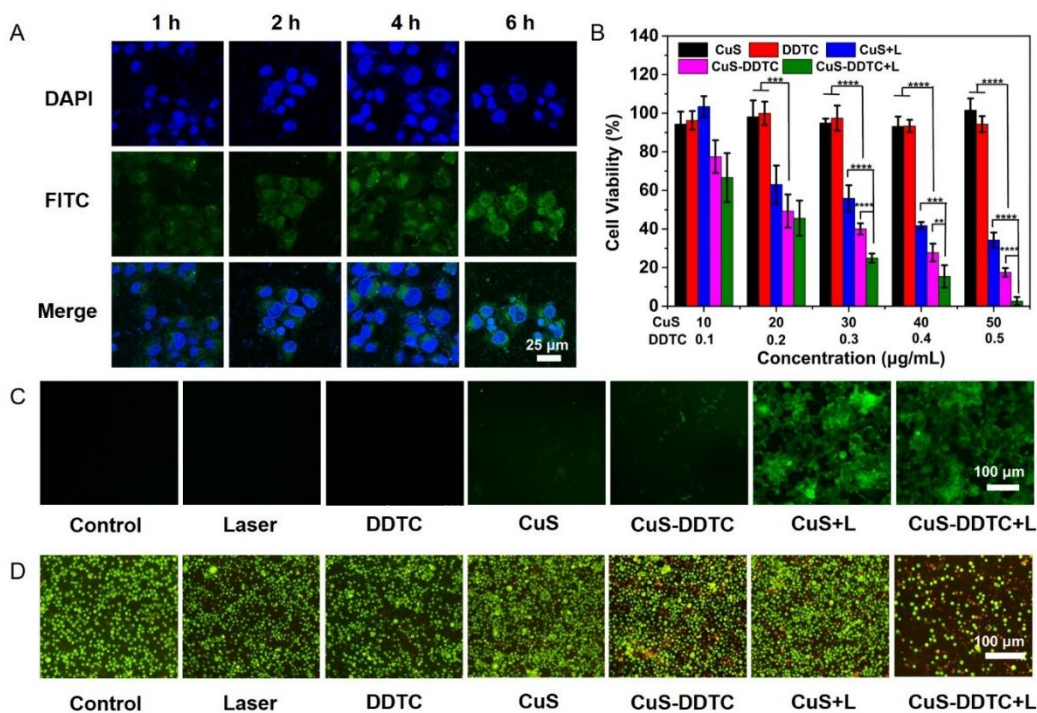 A
1 h 2 h 4 h 6 h
DAPI
FITC
Merge
25 μm
B
CuS DDTC CuS+L
CuS-DDTC CuS-DDTC+L
Cell Viability (%)
140
120
100
80
60
40
20
0
*** **** **** ****
**** *** ****
**** ** ****
CuS 10 20 30 40 50
DDTC 0.1 0.2 0.3 0.4 0.5
Concentration (μg/mL)
C
100 μm
Control Laser DDTC CuS CuS-DDTC CuS+L CuS-DDTC+L
D
100 μm
Control Laser DDTC CuS CuS-DDTC CuS+L CuS-DDTC+L